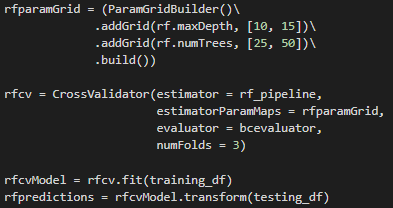 rfparamGrid = (ParamGridBuilder()\
.addGrid(rf.maxDepth, [10, 15])\
.addGrid(rf.numTrees, [25, 50])\
.build())
rfcv = CrossValidator(estimator = rf_pipeline,
estimatorParamMaps = rfparamGrid,
evaluator = bcevaluator,
numFolds = 3)
rfcvModel = rfcv.fit(training_df)
rfpredictions = rfcvModel.transform(testing_df)